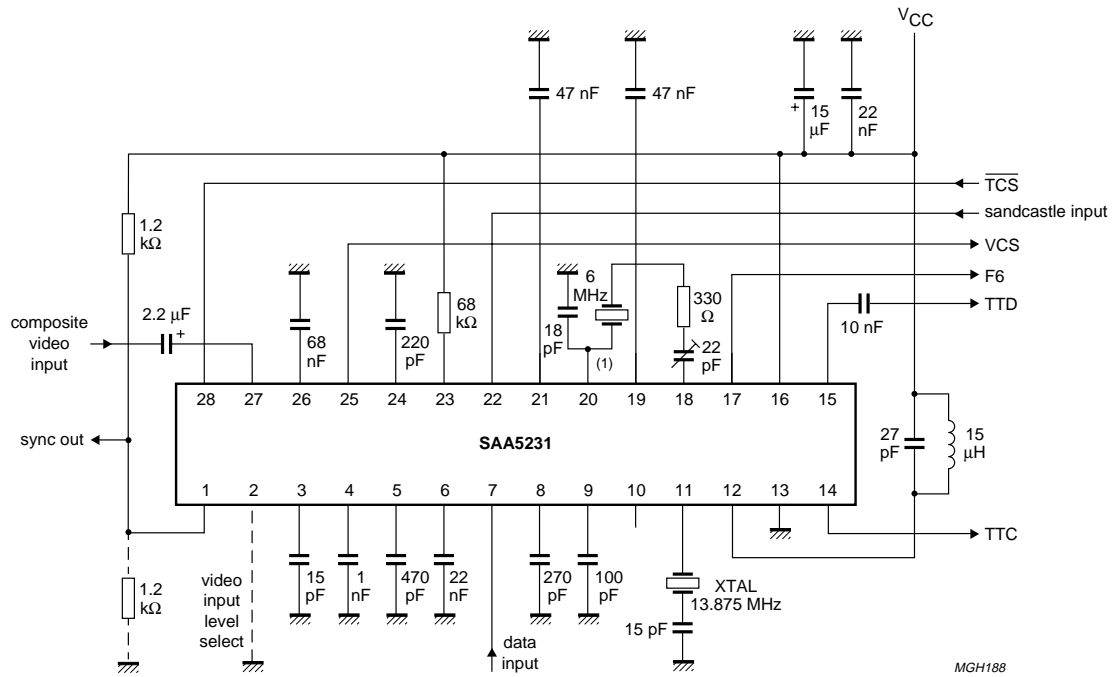 VCC
47 nF
47 nF
15
μF
+
22
nF
TCS
sandcastle input
VCS
F6
TTD
10 nF
1.2
kΩ
2.2 μF
+
composite
video
input
68
nF
220
pF
68
kΩ
18
pF
6
MHz
(1)
330
Ω
22
pF
28 27 26 25 24 23 22 21 20 19 18 17 16 15
sync out
SAA5231
27
pF
15
μH
1 2 3 4 5 6 7 8 9 10 11 12 13 14
TTC
1.2
kΩ
video
input
level
select
15
pF
1
nF
470
pF
22
nF
data
input
270
pF
100
pF
XTAL
13.875 MHz
15 pF
MGH188